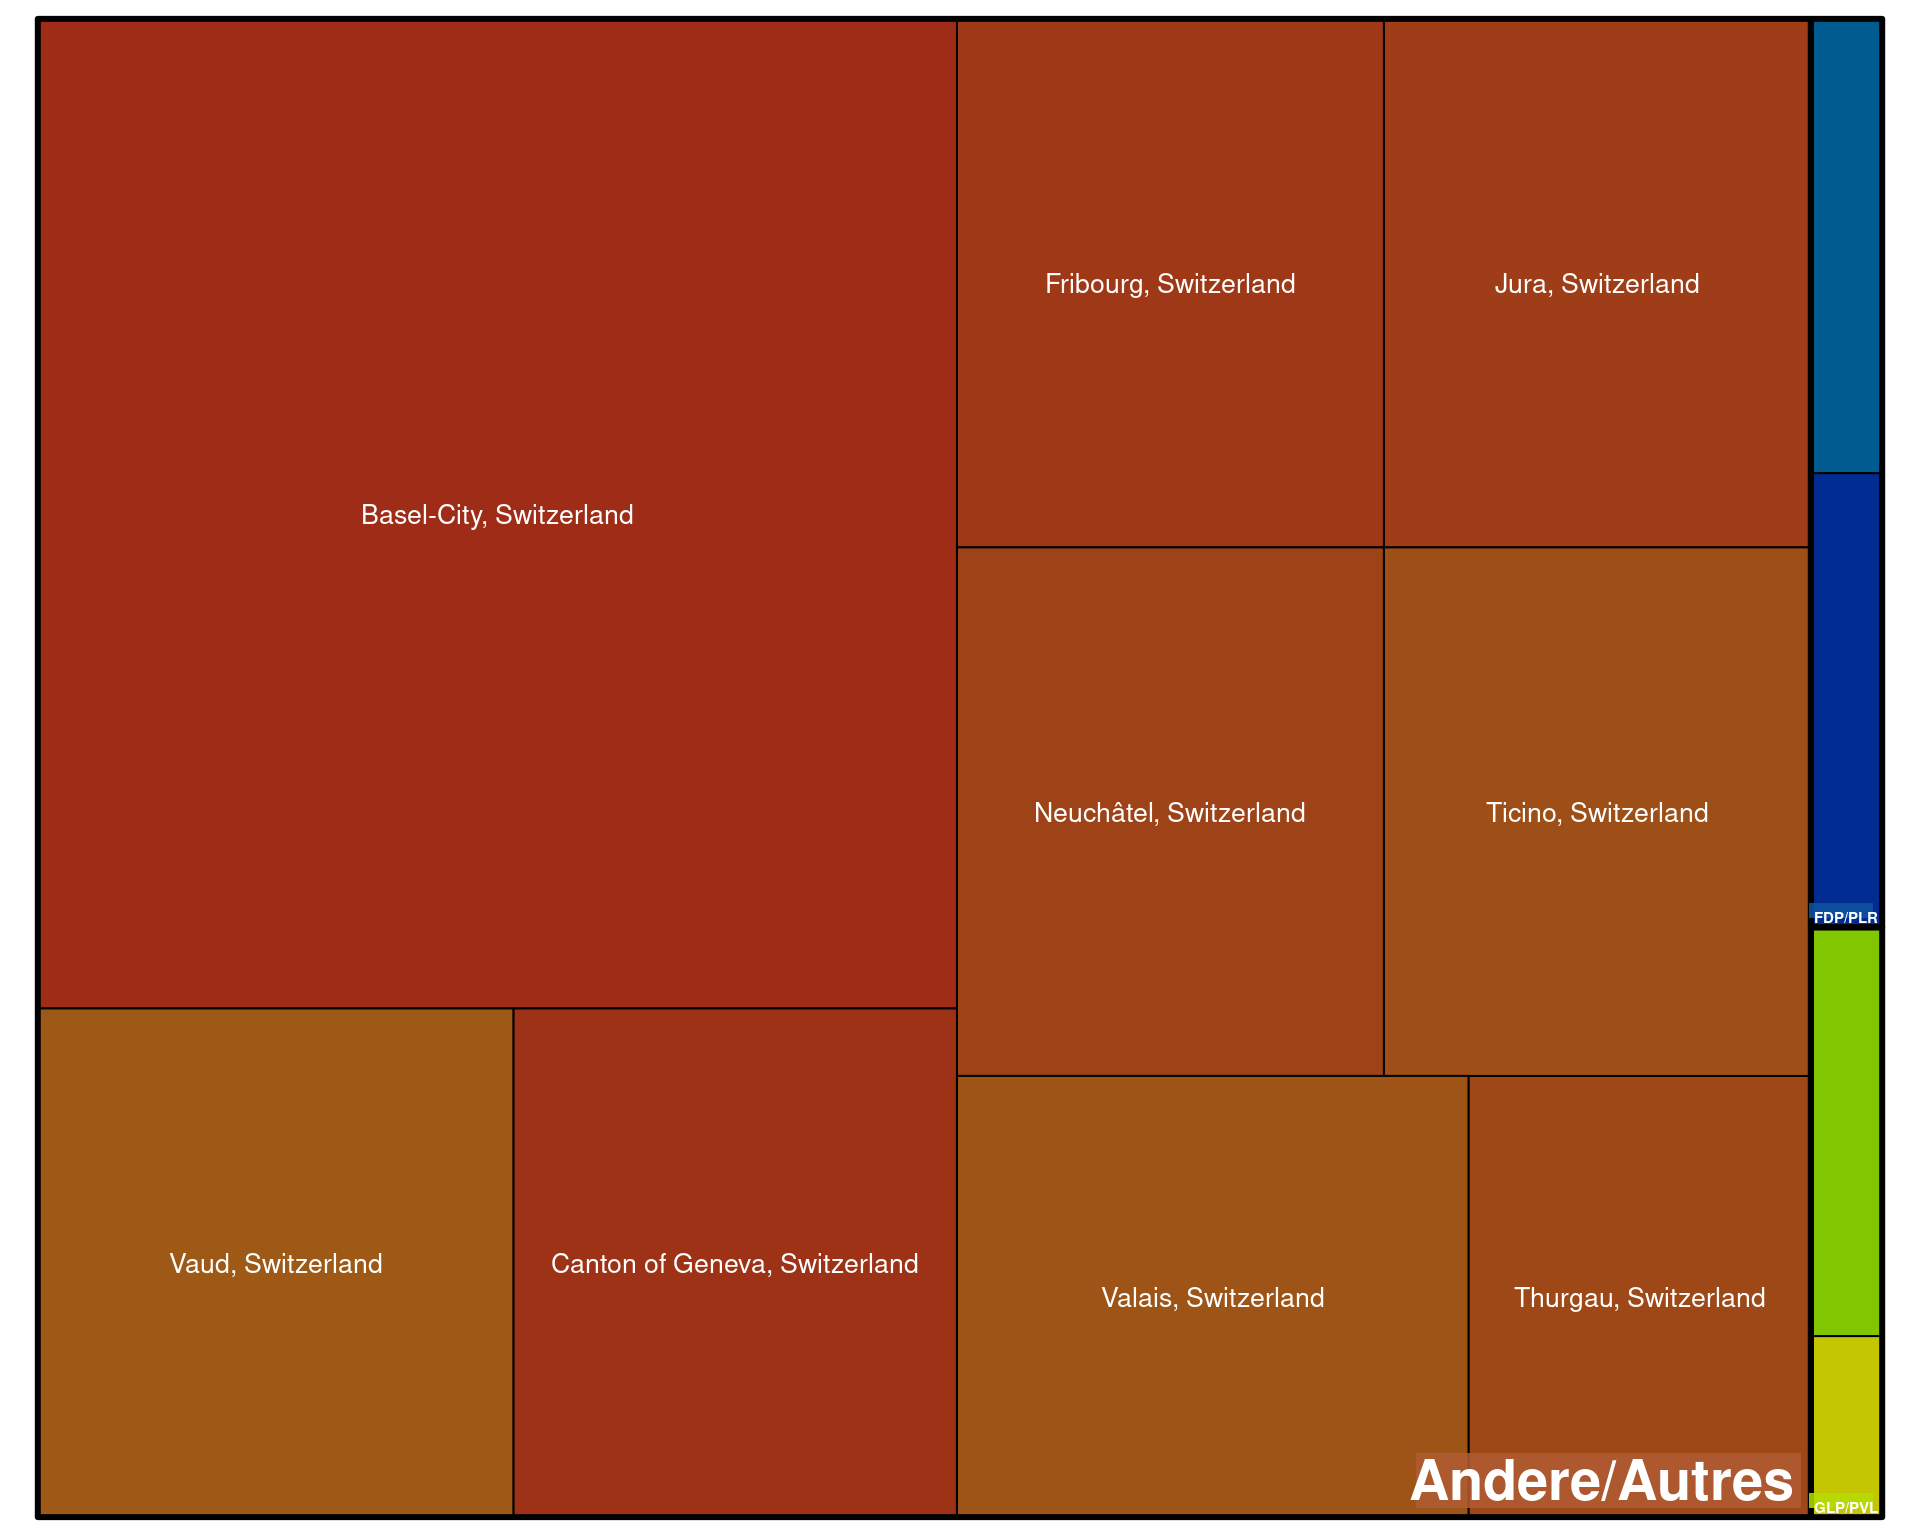 Basel-City, Switzerland
Fribourg, Switzerland
Jura, Switzerland
Neuchâtel, Switzerland
Ticino, Switzerland
Vaud, Switzerland
Canton of Geneva, Switzerland
Valais, Switzerland
Thurgau, Switzerland
Andere/Autres
FDP/PLR
GLP/PVL